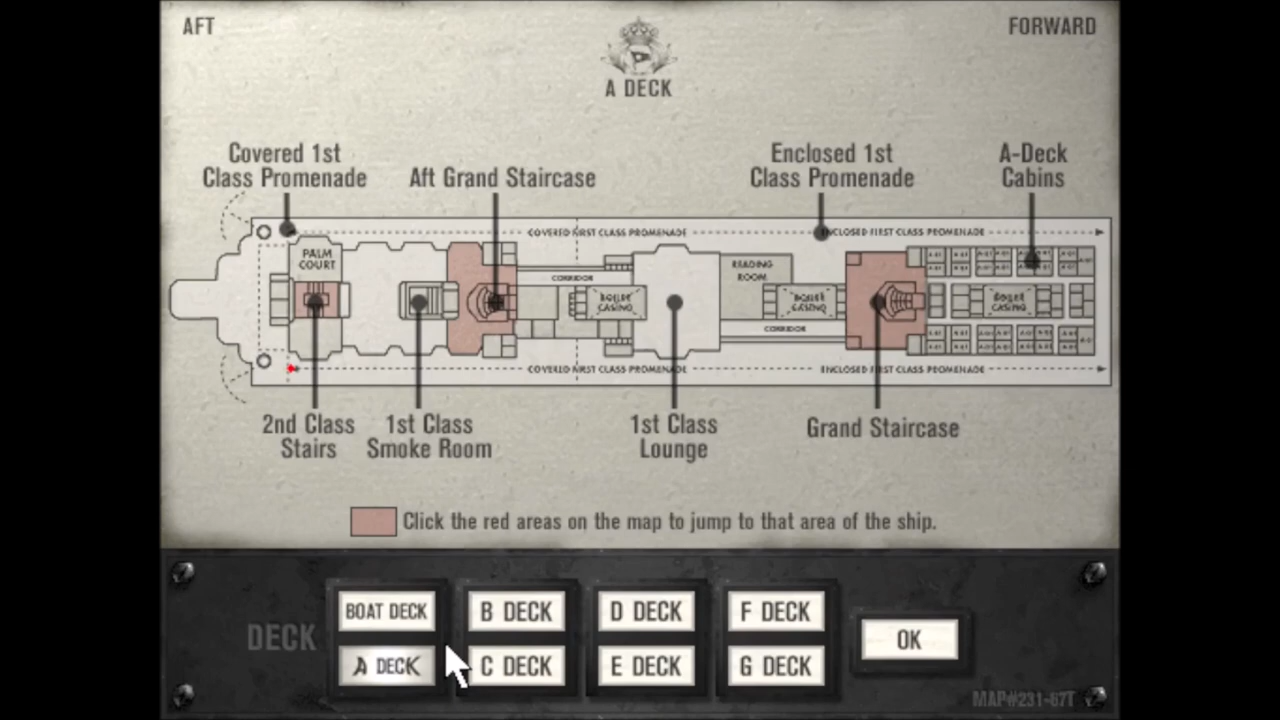 AFT
FORWARD
A DECK
Covered 1st
Class Promenade
Aft Grand Staircase
Enclosed 1st
Class Promenade
A-Deck
Cabins
COVERED FIRST CLASS PROMENADE
ENCLOSED FIRST CLASS PROMENADE
PALM
COURT
CORRIDOR
READING
ROOM
BOILER
CASING
BOILER
CASING
BOILER
CASING
CORRIDOR
COVERED FIRST CLASS PROMENADE
ENCLOSED FIRST CLASS PROMENADE
2nd Class
Stairs
1st Class
Smoke Room
1st Class
Lounge
Grand Staircase
Click the red areas on the map to jump to that area of the ship.
DECK
BOAT DECK
B DECK
D DECK
F DECK
OK
A DECK
C DECK
E DECK
G DECK
MAP#231-67T